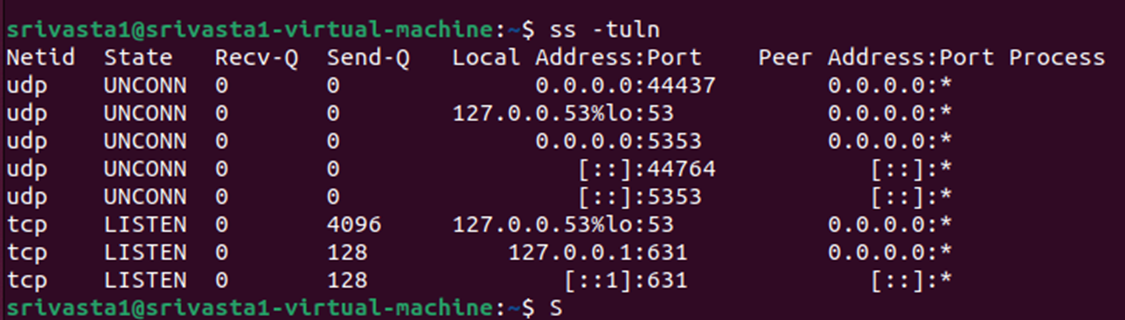 srivasta1@srivasta1-virtual-machine:~$ ss -tuln
Netid State Recv-Q Send-Q Local Address:Port Peer Address:Port Process
udp UNCONN 0 0 0.0.0.0:44437 0.0.0.0:*
udp UNCONN 0 0 127.0.0.53%lo:53 0.0.0.0:*
udp UNCONN 0 0 0.0.0.0:5353 0.0.0.0:*
udp UNCONN 0 0 [::]:44764 [::]:*
udp UNCONN 0 0 [::]:5353 [::]:*
tcp LISTEN 0 4096 127.0.0.53%lo:53 0.0.0.0:*
tcp LISTEN 0 128 127.0.0.1:631 0.0.0.0:*
tcp LISTEN 0 128 [::1]:631 [::]:*
srivasta1@srivasta1-virtual-machine:~$ S